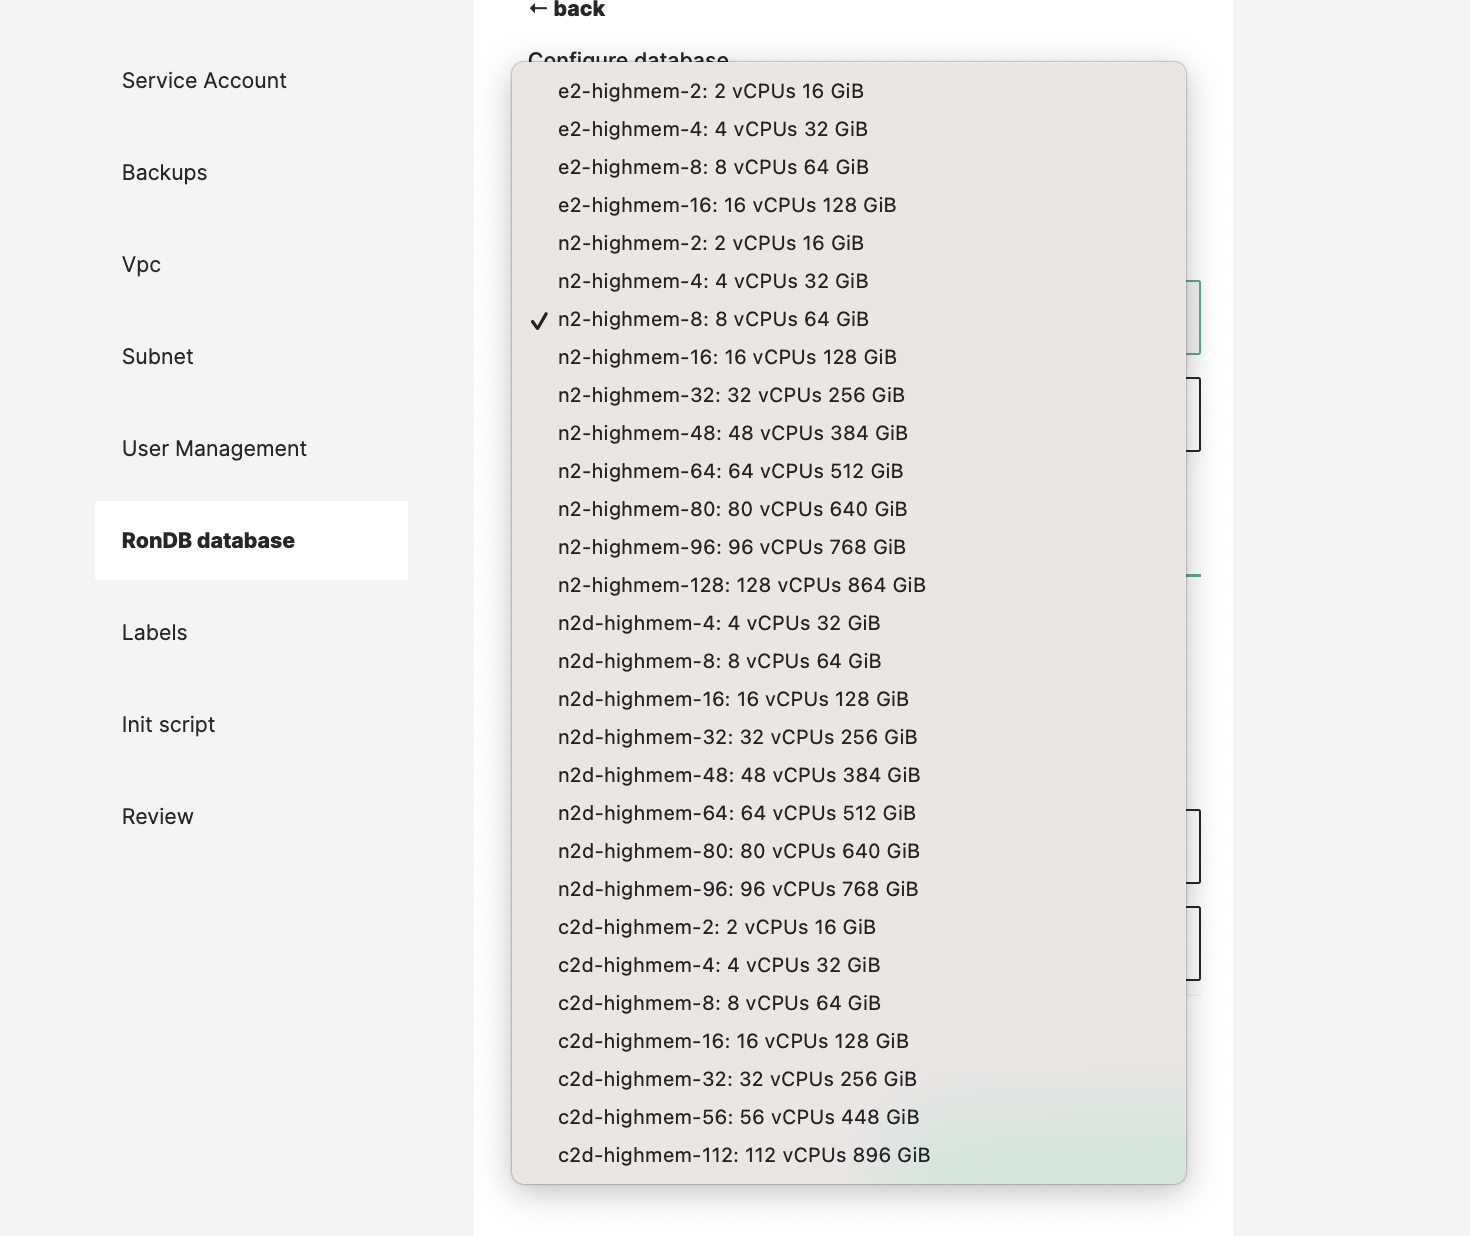 ← back
Configure database
Service Account
Backups
Vpc
Subnet
User Management
RonDB database
Labels
Init script
Review
e2-highmem-2: 2 vCPUs 16 GiB
e2-highmem-4: 4 vCPUs 32 GiB
e2-highmem-8: 8 vCPUs 64 GiB
e2-highmem-16: 16 vCPUs 128 GiB
n2-highmem-2: 2 vCPUs 16 GiB
n2-highmem-4: 4 vCPUs 32 GiB
✓ n2-highmem-8: 8 vCPUs 64 GiB
n2-highmem-16: 16 vCPUs 128 GiB
n2-highmem-32: 32 vCPUs 256 GiB
n2-highmem-48: 48 vCPUs 384 GiB
n2-highmem-64: 64 vCPUs 512 GiB
n2-highmem-80: 80 vCPUs 640 GiB
n2-highmem-96: 96 vCPUs 768 GiB
n2-highmem-128: 128 vCPUs 864 GiB
n2d-highmem-4: 4 vCPUs 32 GiB
n2d-highmem-8: 8 vCPUs 64 GiB
n2d-highmem-16: 16 vCPUs 128 GiB
n2d-highmem-32: 32 vCPUs 256 GiB
n2d-highmem-48: 48 vCPUs 384 GiB
n2d-highmem-64: 64 vCPUs 512 GiB
n2d-highmem-80: 80 vCPUs 640 GiB
n2d-highmem-96: 96 vCPUs 768 GiB
c2d-highmem-2: 2 vCPUs 16 GiB
c2d-highmem-4: 4 vCPUs 32 GiB
c2d-highmem-8: 8 vCPUs 64 GiB
c2d-highmem-16: 16 vCPUs 128 GiB
c2d-highmem-32: 32 vCPUs 256 GiB
c2d-highmem-56: 56 vCPUs 448 GiB
c2d-highmem-112: 112 vCPUs 896 GiB